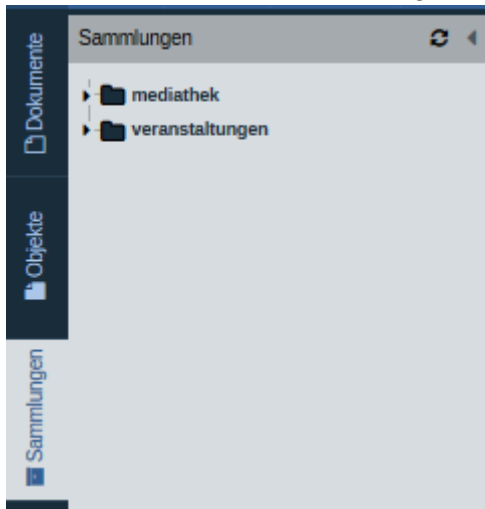 Sammlungen
mediathek
veranstaltungen
Dokumente
Objekte
Sammlungen